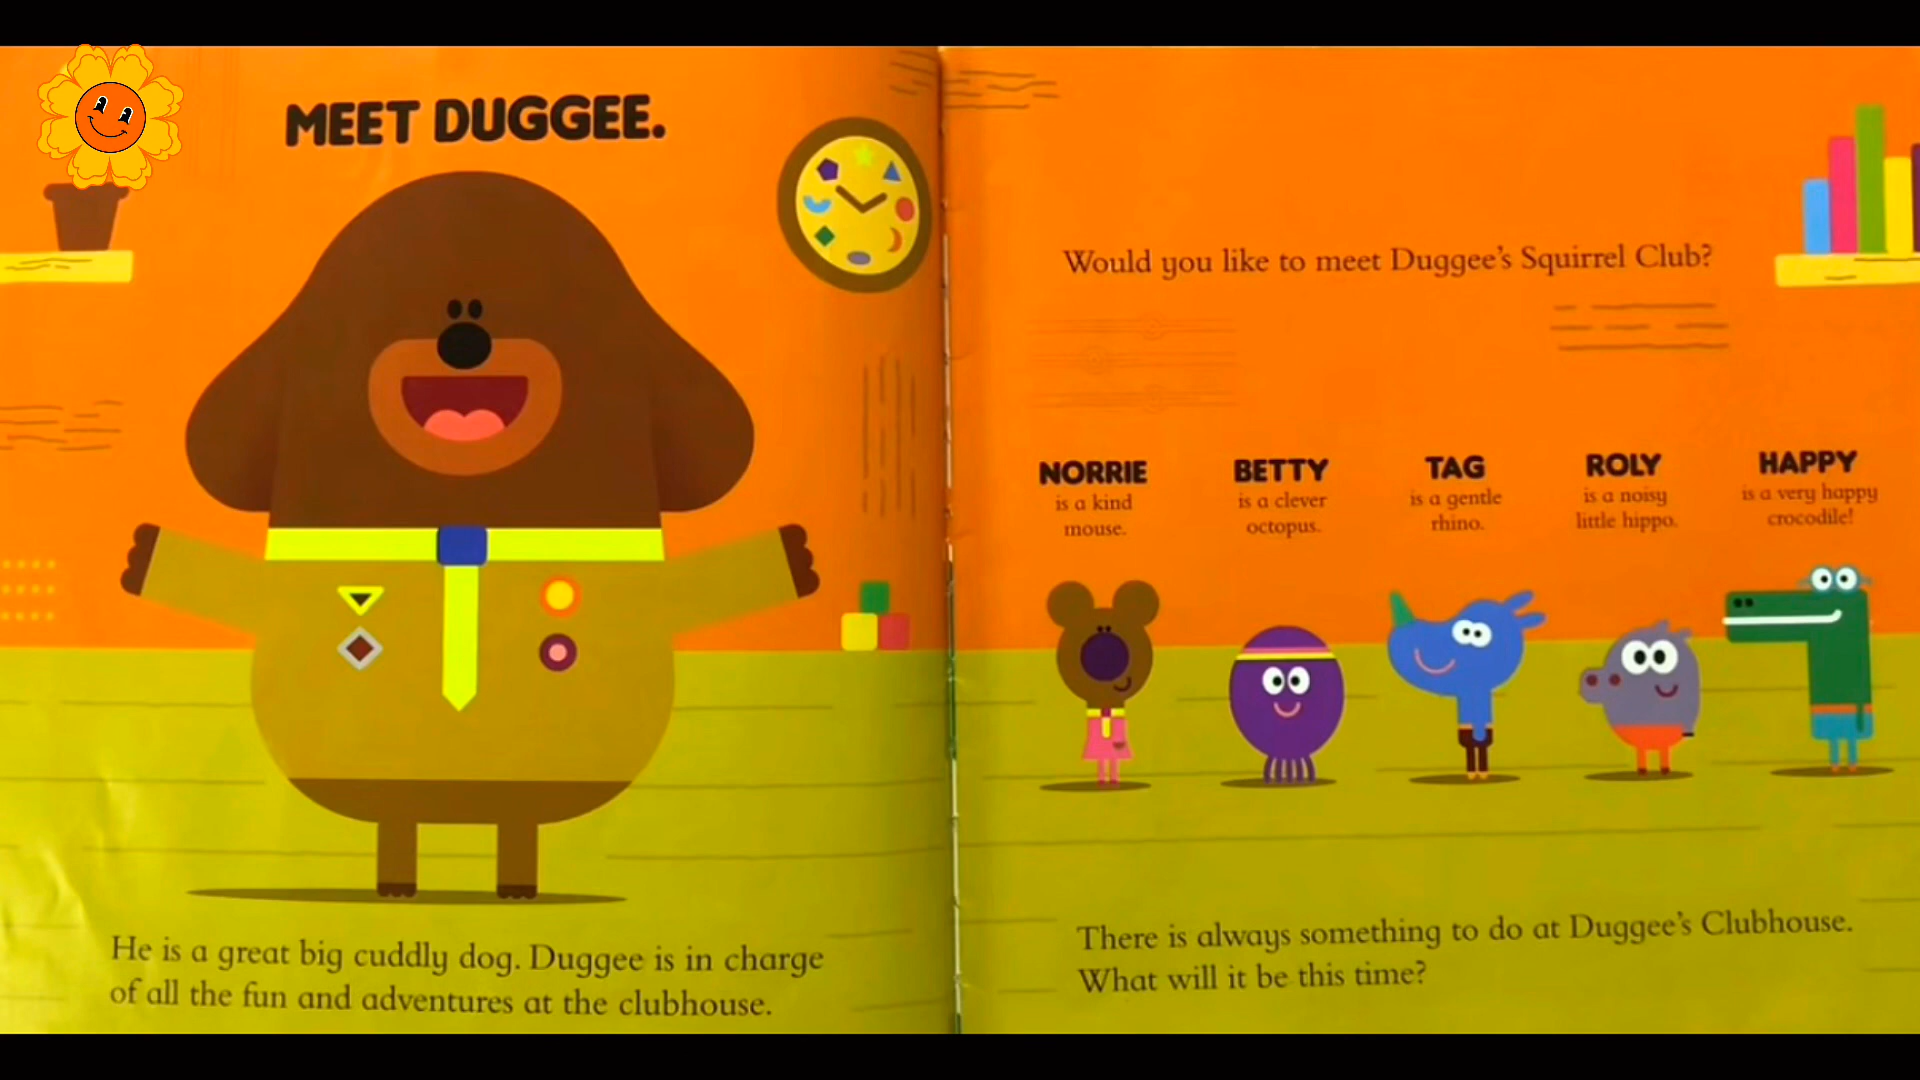 MEET DUGGEE.
He is a great big cuddly dog. Duggee is in charge
of all the fun and adventures at the clubhouse.
Would you like to meet Duggee's Squirrel Club?
NORRIE
is a kind
mouse.
BETTY
is a clever
octopus.
TAG
is a gentle
rhino.
ROLY
is a noisy
little hippo.
HAPPY
is a very happy
crocodile!
There is always something to do at Duggee's Clubhouse.
What will it be this time?